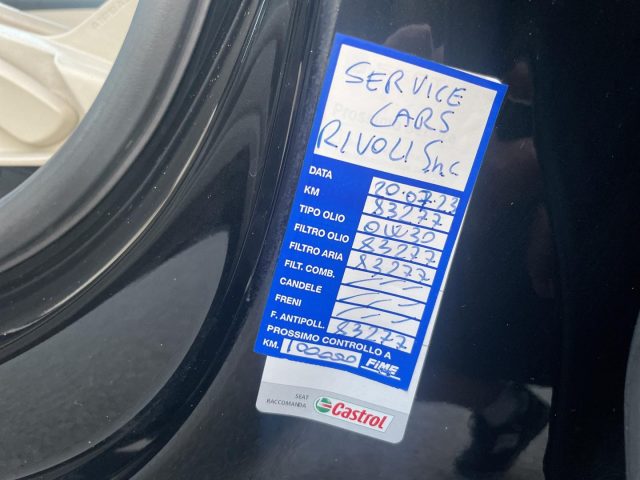 SERVICE
CARS
RIVOLI Snc
DATA 20.07.23
KM 83277
TIPO OLIO 0W30
FILTRO OLIO 83277
FILTRO ARIA 83277
FILT. COMB.
CANDELE
FRENI
F. ANTIPOLL. 83277
PROSSIMO CONTROLLO A
KM. 100000 FIME
SEAT
RACCOMANDA Castrol